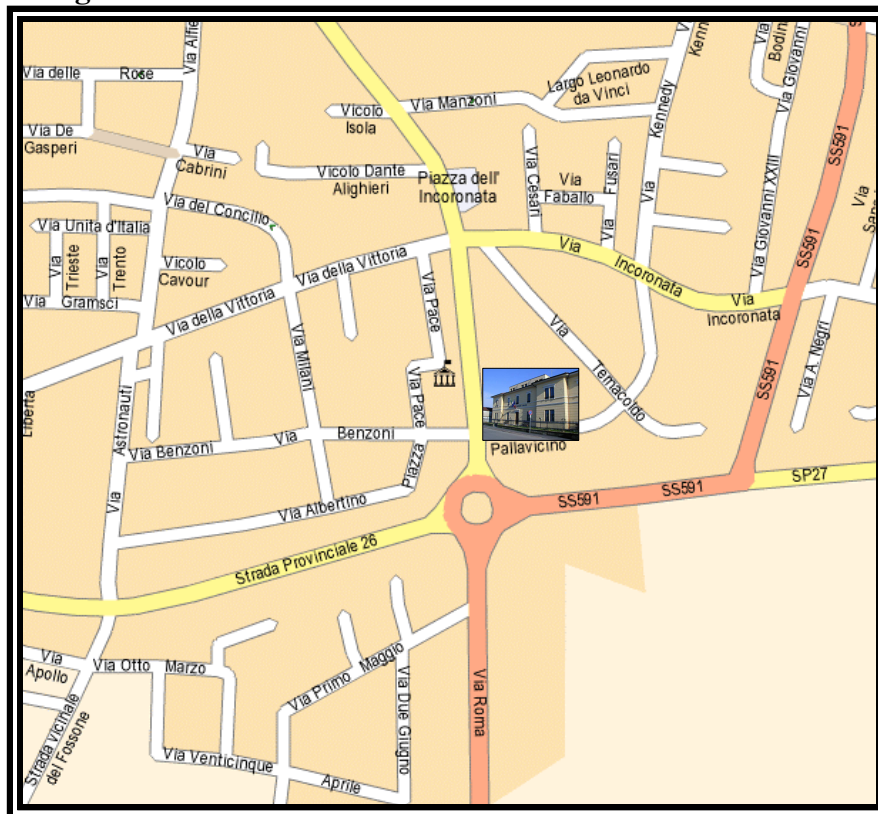 Via Alfie
Via delle Rose
Via De
Gasperi
Via
Cabrini
Vicolo
Isola
Via Manzoni
Largo Leonardo
da Vinci
Kenn
Kennedy
Via
Via
Bodin
Via Giovanni
Via Giovanni XXIII
SS591
Via
Vicolo Dante
Alighieri
Piazza dell'
Incoronata
Via Cesari
Via
Faballo
Via Fusari
Via del Concilio
Via Unita d'Italia
Via Trieste
Via Trento
Vicolo
Cavour
Via Gramsci
Via della Vittoria
Via della Vittoria
Via Pace
Via
Incoronata
Via
Incoronata
SS591
Via Milani
Via
Temacoldo
Via A. Negri
SS591
Liberta
Via Astronauti
Via Pace
Via Benzoni
Via Benzoni
Piazza
Pallavicino
Via Albertino
SS591
SS591
SP27
Strada Provinciale 26
Via
Apollo
Via Otto Marzo
Via Primo Maggio
Via Due Giugno
Via Roma
Strada vicinale
del Fossone
Via Venticinque
Aprile